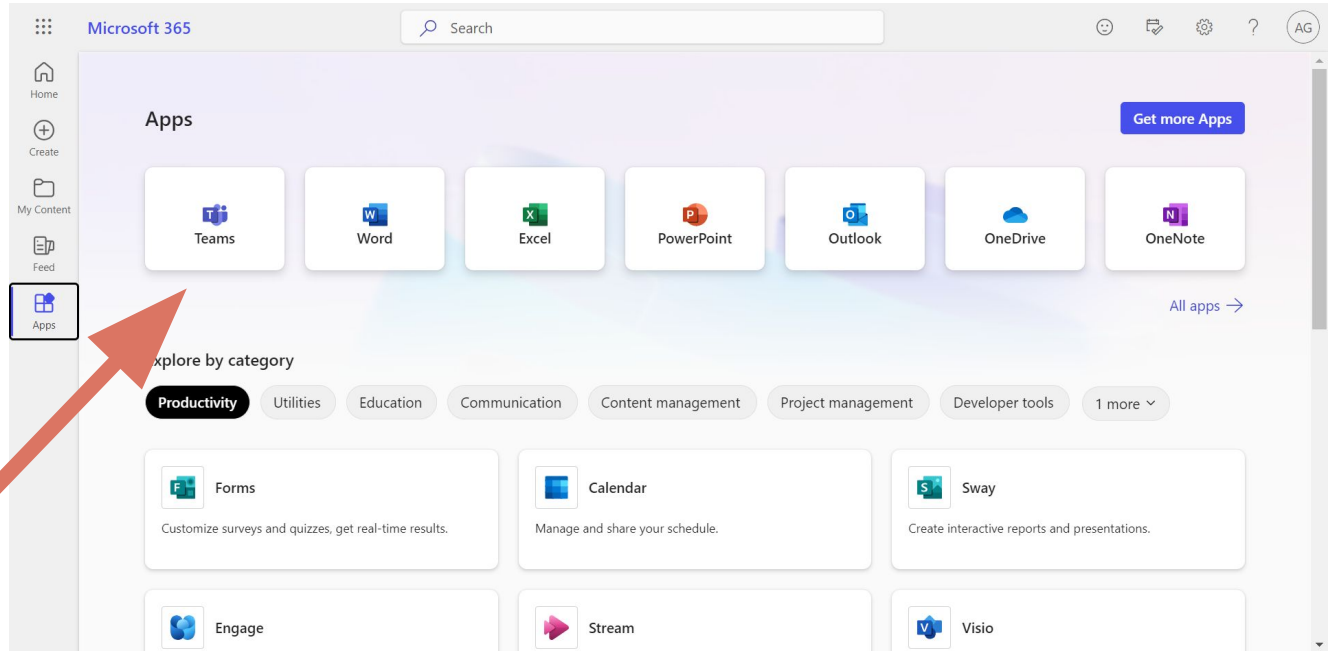 Microsoft 365
Search
AG
Home
Create
My Content
Feed
Apps
Apps
Get more Apps
Teams
Word
Excel
PowerPoint
Outlook
OneDrive
OneNote
All apps
xplore by category
Productivity
Utilities
Education
Communication
Content management
Project management
Developer tools
1 more
Forms
Customize surveys and quizzes, get real-time results.
Calendar
Manage and share your schedule.
Sway
Create interactive reports and presentations.
Engage
Stream
Visio